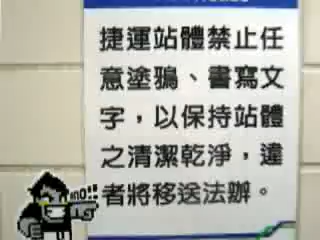 捷運站體禁止任
意塗鴉、書寫文
字，以保持站體
之清潔乾淨，違
者將移送法辦。
NO!!